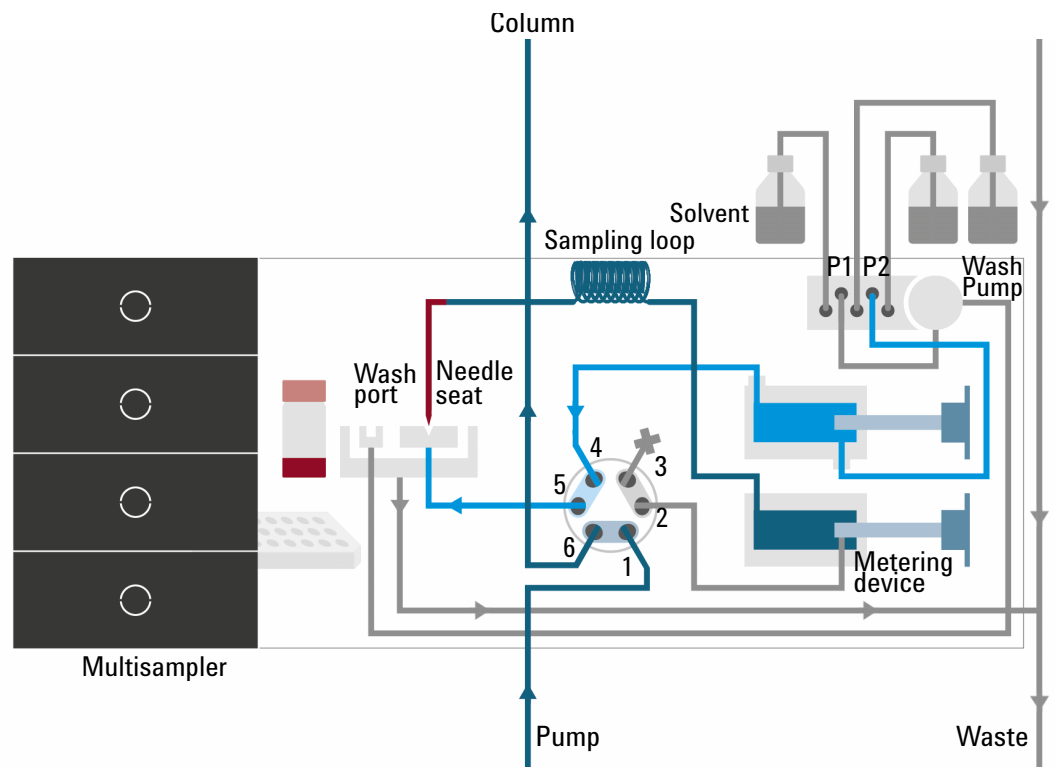 Column
Solvent
Sampling loop
P1 P2
Wash
Pump
Wash
port
Needle
seat
4
3
5
2
6
1
Metering
device
Multisampler
Pump
Waste